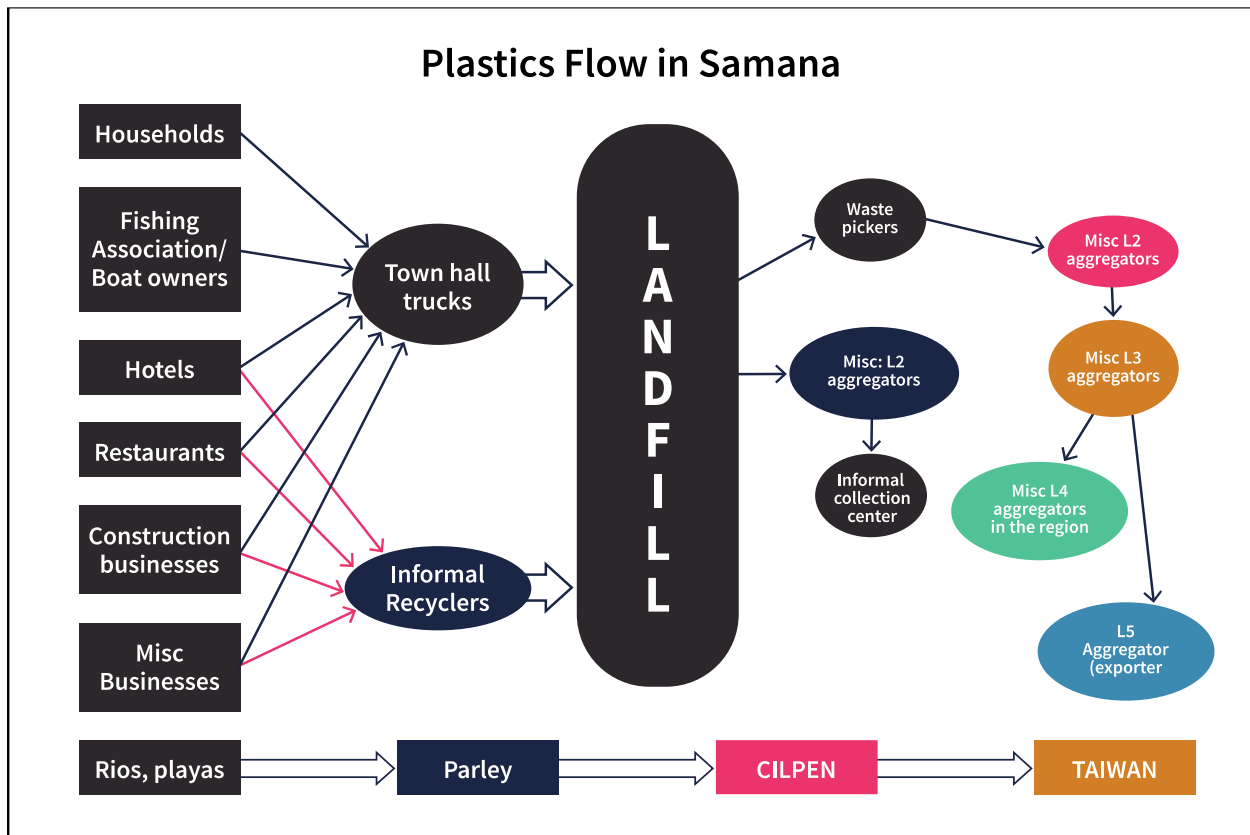 Plastics Flow in Samana
Households
Fishing
Association/
Boat owners
Hotels
Restaurants
Construction
businesses
Misc
Businesses
Town hall
trucks
Informal
Recyclers
LANDFILL
Waste
pickers
Misc: L2
aggregators
Informal
collection
center
Misc L2
aggregators
Misc L3
aggregators
Misc L4
aggregators
in the region
L5
Aggregator
(exporter
Rios, playas
Parley
CILPEN
TAIWAN